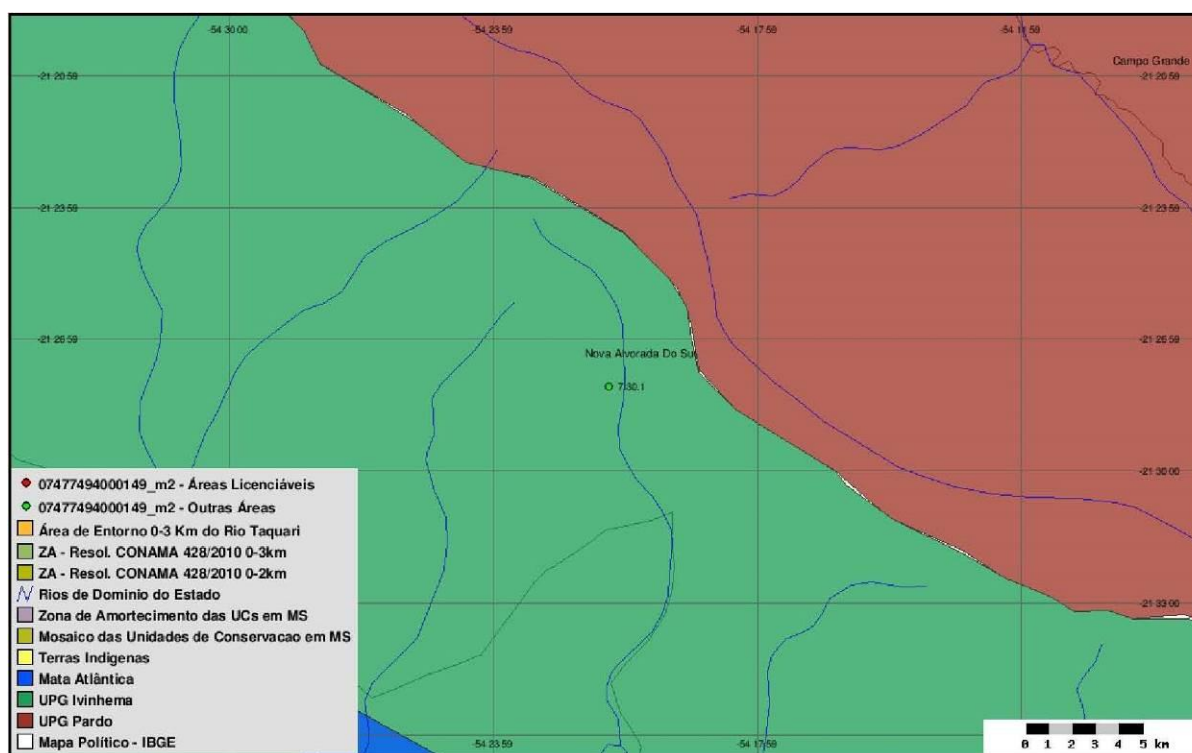 -54 30 00
-54 23 59
-54 17 59
-54 11 59
Campo Grande
-21 20 59
-21 20 59
-21 23 59
-21 23 59
-21 26 59
-21 26 59
Nova Alvorada Do Su
7.80.1
-21 30 00
-21 33 00
07477494000149_m2 - Áreas Licenciáveis
07477494000149_m2 - Outras Áreas
Área de Entorno 0-3 Km do Rio Taquari
ZA - Resol. CONAMA 428/2010 0-3km
ZA - Resol. CONAMA 428/2010 0-2km
Rios de Dominio do Estado
Zona de Amortecimento das UCs em MS
Mosaico das Unidades de Conservacao em MS
Terras Indigenas
Mata Atlântica
UPG Ivinhema
UPG Pardo
Mapa Político - IBGE
-54 23 59
-54 17 59
0 1 2 3 4 5 km